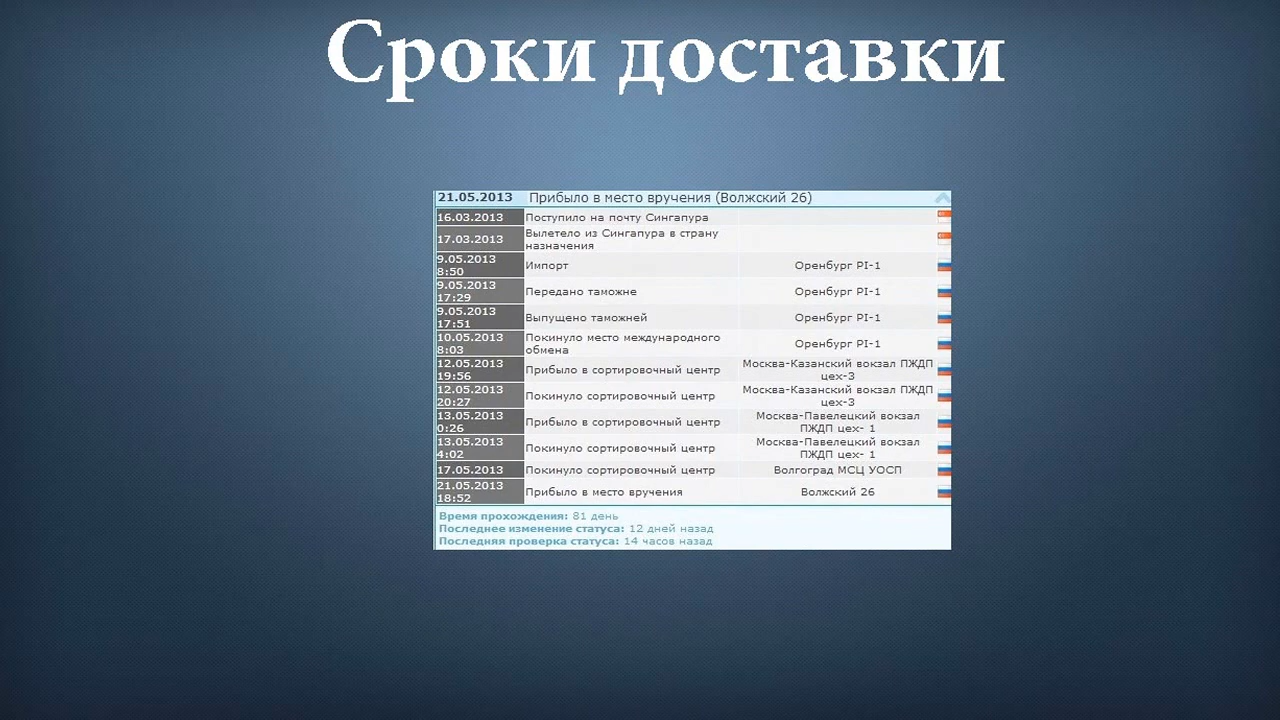 Сроки доставки
21.05.2013 Прибыло в место вручения (Волжский 26)
16.03.2013 Поступило на почту Сингапура
17.03.2013 Вылетело из Сингапура в страну
назначения
9.05.2013
8:50 Импорт Оренбург PI-1
9.05.2013
17:29 Передано таможне Оренбург PI-1
9.05.2013
17:51 Выпущено таможней Оренбург PI-1
10.05.2013 Покинуло место международного
8:03 обмена Оренбург PI-1
12.05.2013 Москва-Казанский вокзал ПЖДП
19:56 Прибыло в сортировочный центр цех-3
12.05.2013 Москва-Казанский вокзал ПЖДП
20:27 Покинуло сортировочный центр цех-3
13.05.2013 Москва-Павелецкий вокзал
0:26 Прибыло в сортировочный центр ПЖДП цех- 1
13.05.2013 Москва-Павелецкий вокзал
4:02 Покинуло сортировочный центр ПЖДП цех- 1
17.05.2013 Покинуло сортировочный центр Волгоград МСЦ УОСП
21.05.2013
18:52 Прибыло в место вручения Волжский 26
Время прохождения: 81 день
Последнее изменение статуса: 12 дней назад
Последняя проверка статуса: 14 часов назад